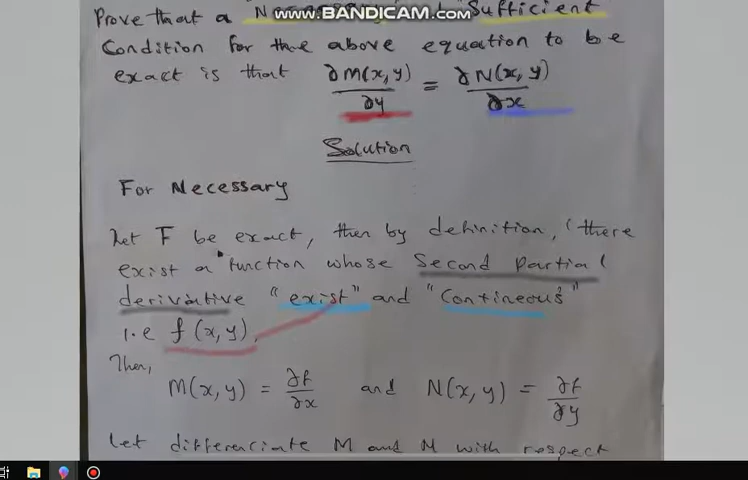 Prove that a Necessary Sufficient
www.BANDICAM.com
Condition for the above equation to be
exact is that ∂M(x,y)/∂y = ∂N(x,y)/∂x
Solution
For Necessary
Let F be exact, then by definition, (there
exist a function whose Second Partial
derivative "exist" and "Contineous"
i.e f(x,y),
Then,
M(x,y) = ∂f/∂x and N(x,y) = ∂f/∂y
Let differenciate M and M with respect